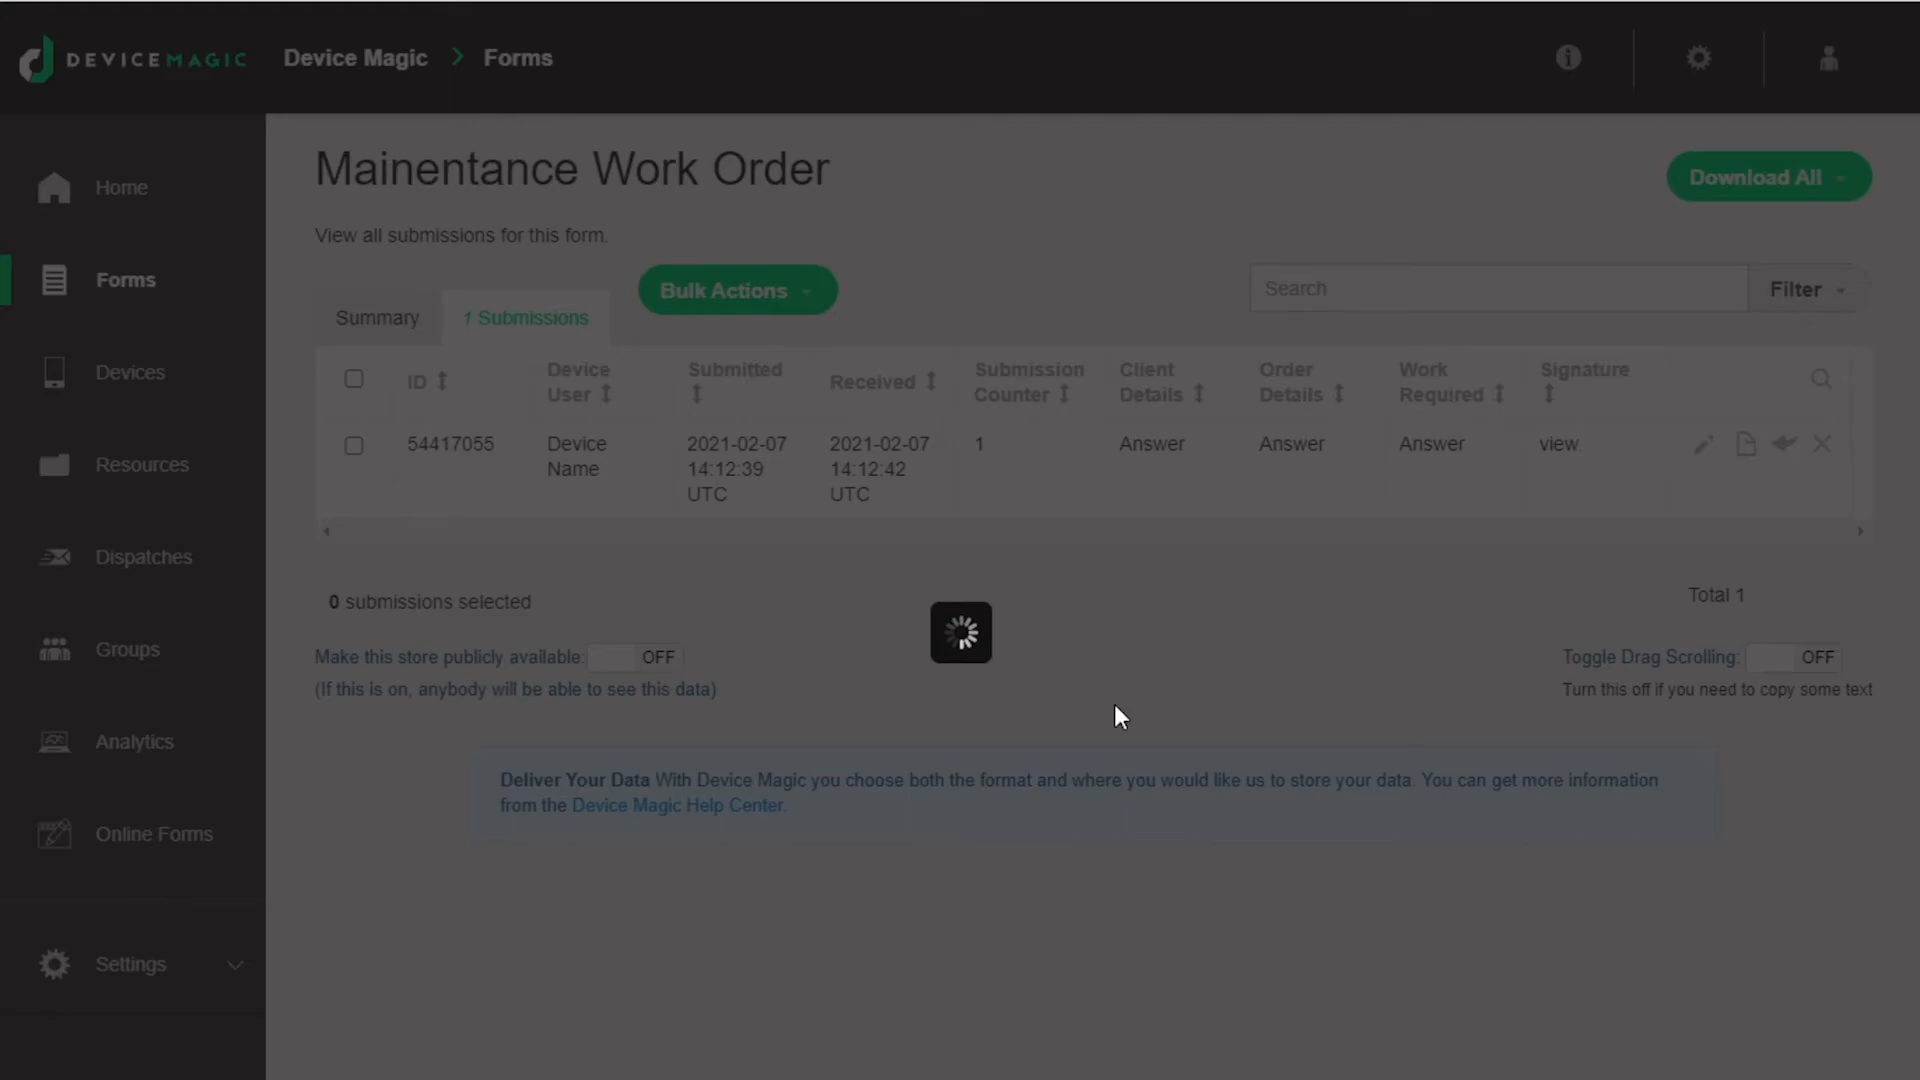 DEVICEMAGIC Device Magic > Forms
Home
Forms
Devices
Resources
Dispatches
Groups
Analytics
Online Forms
Settings
Mainentance Work Order
Download All
View all submissions for this form.
Summary
1 Submissions
Bulk Actions
Search
Filter
ID
Device
User
Submitted
Received
Submission
Counter
Client
Details
Order
Details
Work
Required
Signature
54417055
Device
Name
2021-02-07
14:12:39
UTC
2021-02-07
14:12:42
UTC
1
Answer
Answer
Answer
view
0 submissions selected
Total 1
Make this store publicly available: OFF
(If this is on, anybody will be able to see this data)
Toggle Drag Scrolling: OFF
Turn this off if you need to copy some text
Deliver Your Data With Device Magic you choose both the format and where you would like us to store your data. You can get more information
from the Device Magic Help Center.